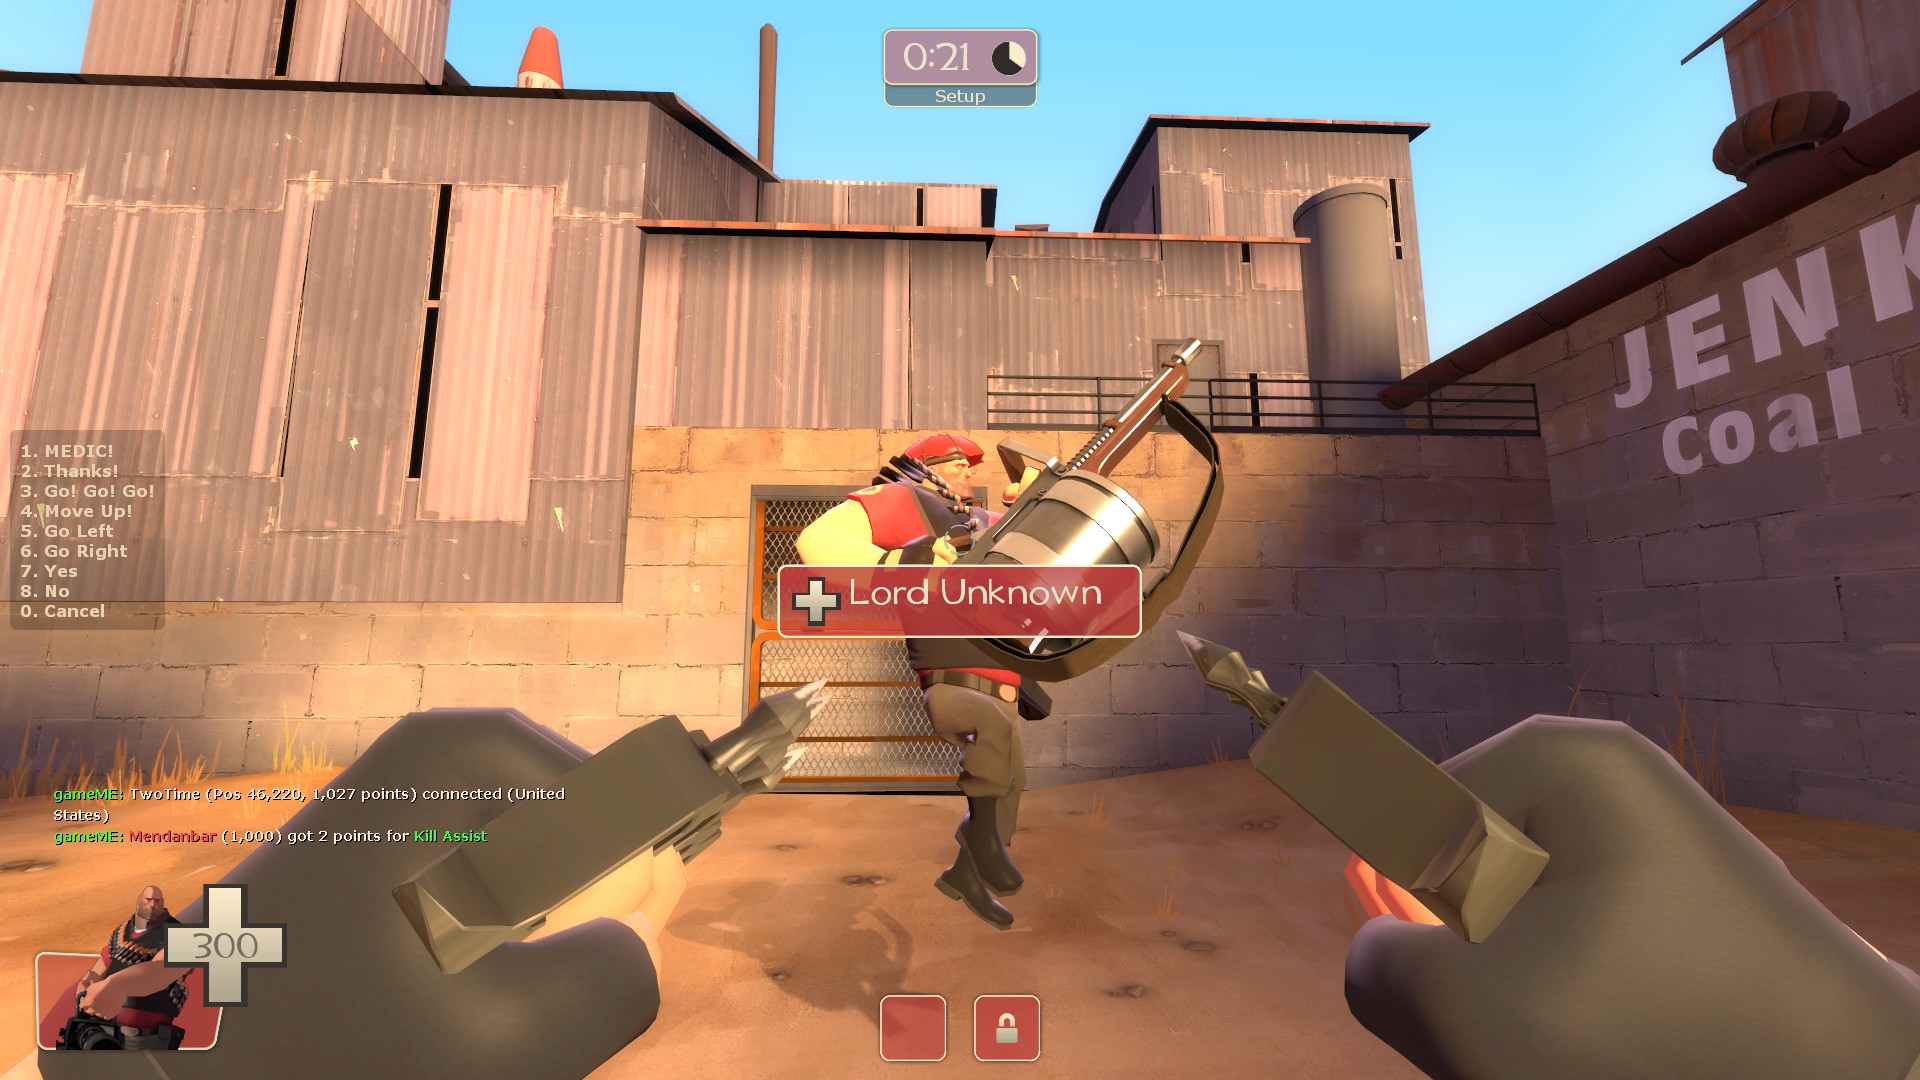 0:21
Setup
JENK
coal
1. MEDIC!
2. Thanks!
3. Go! Go! Go!
4. Move Up!
5. Go Left
6. Go Right
7. Yes
8. No
0. Cancel
Lord Unknown
gameME: TwoTime (Pos 46,220, 1,027 points) connected (United
States)
gameME: Mendanbar (1,000) got 2 points for Kill Assist
300